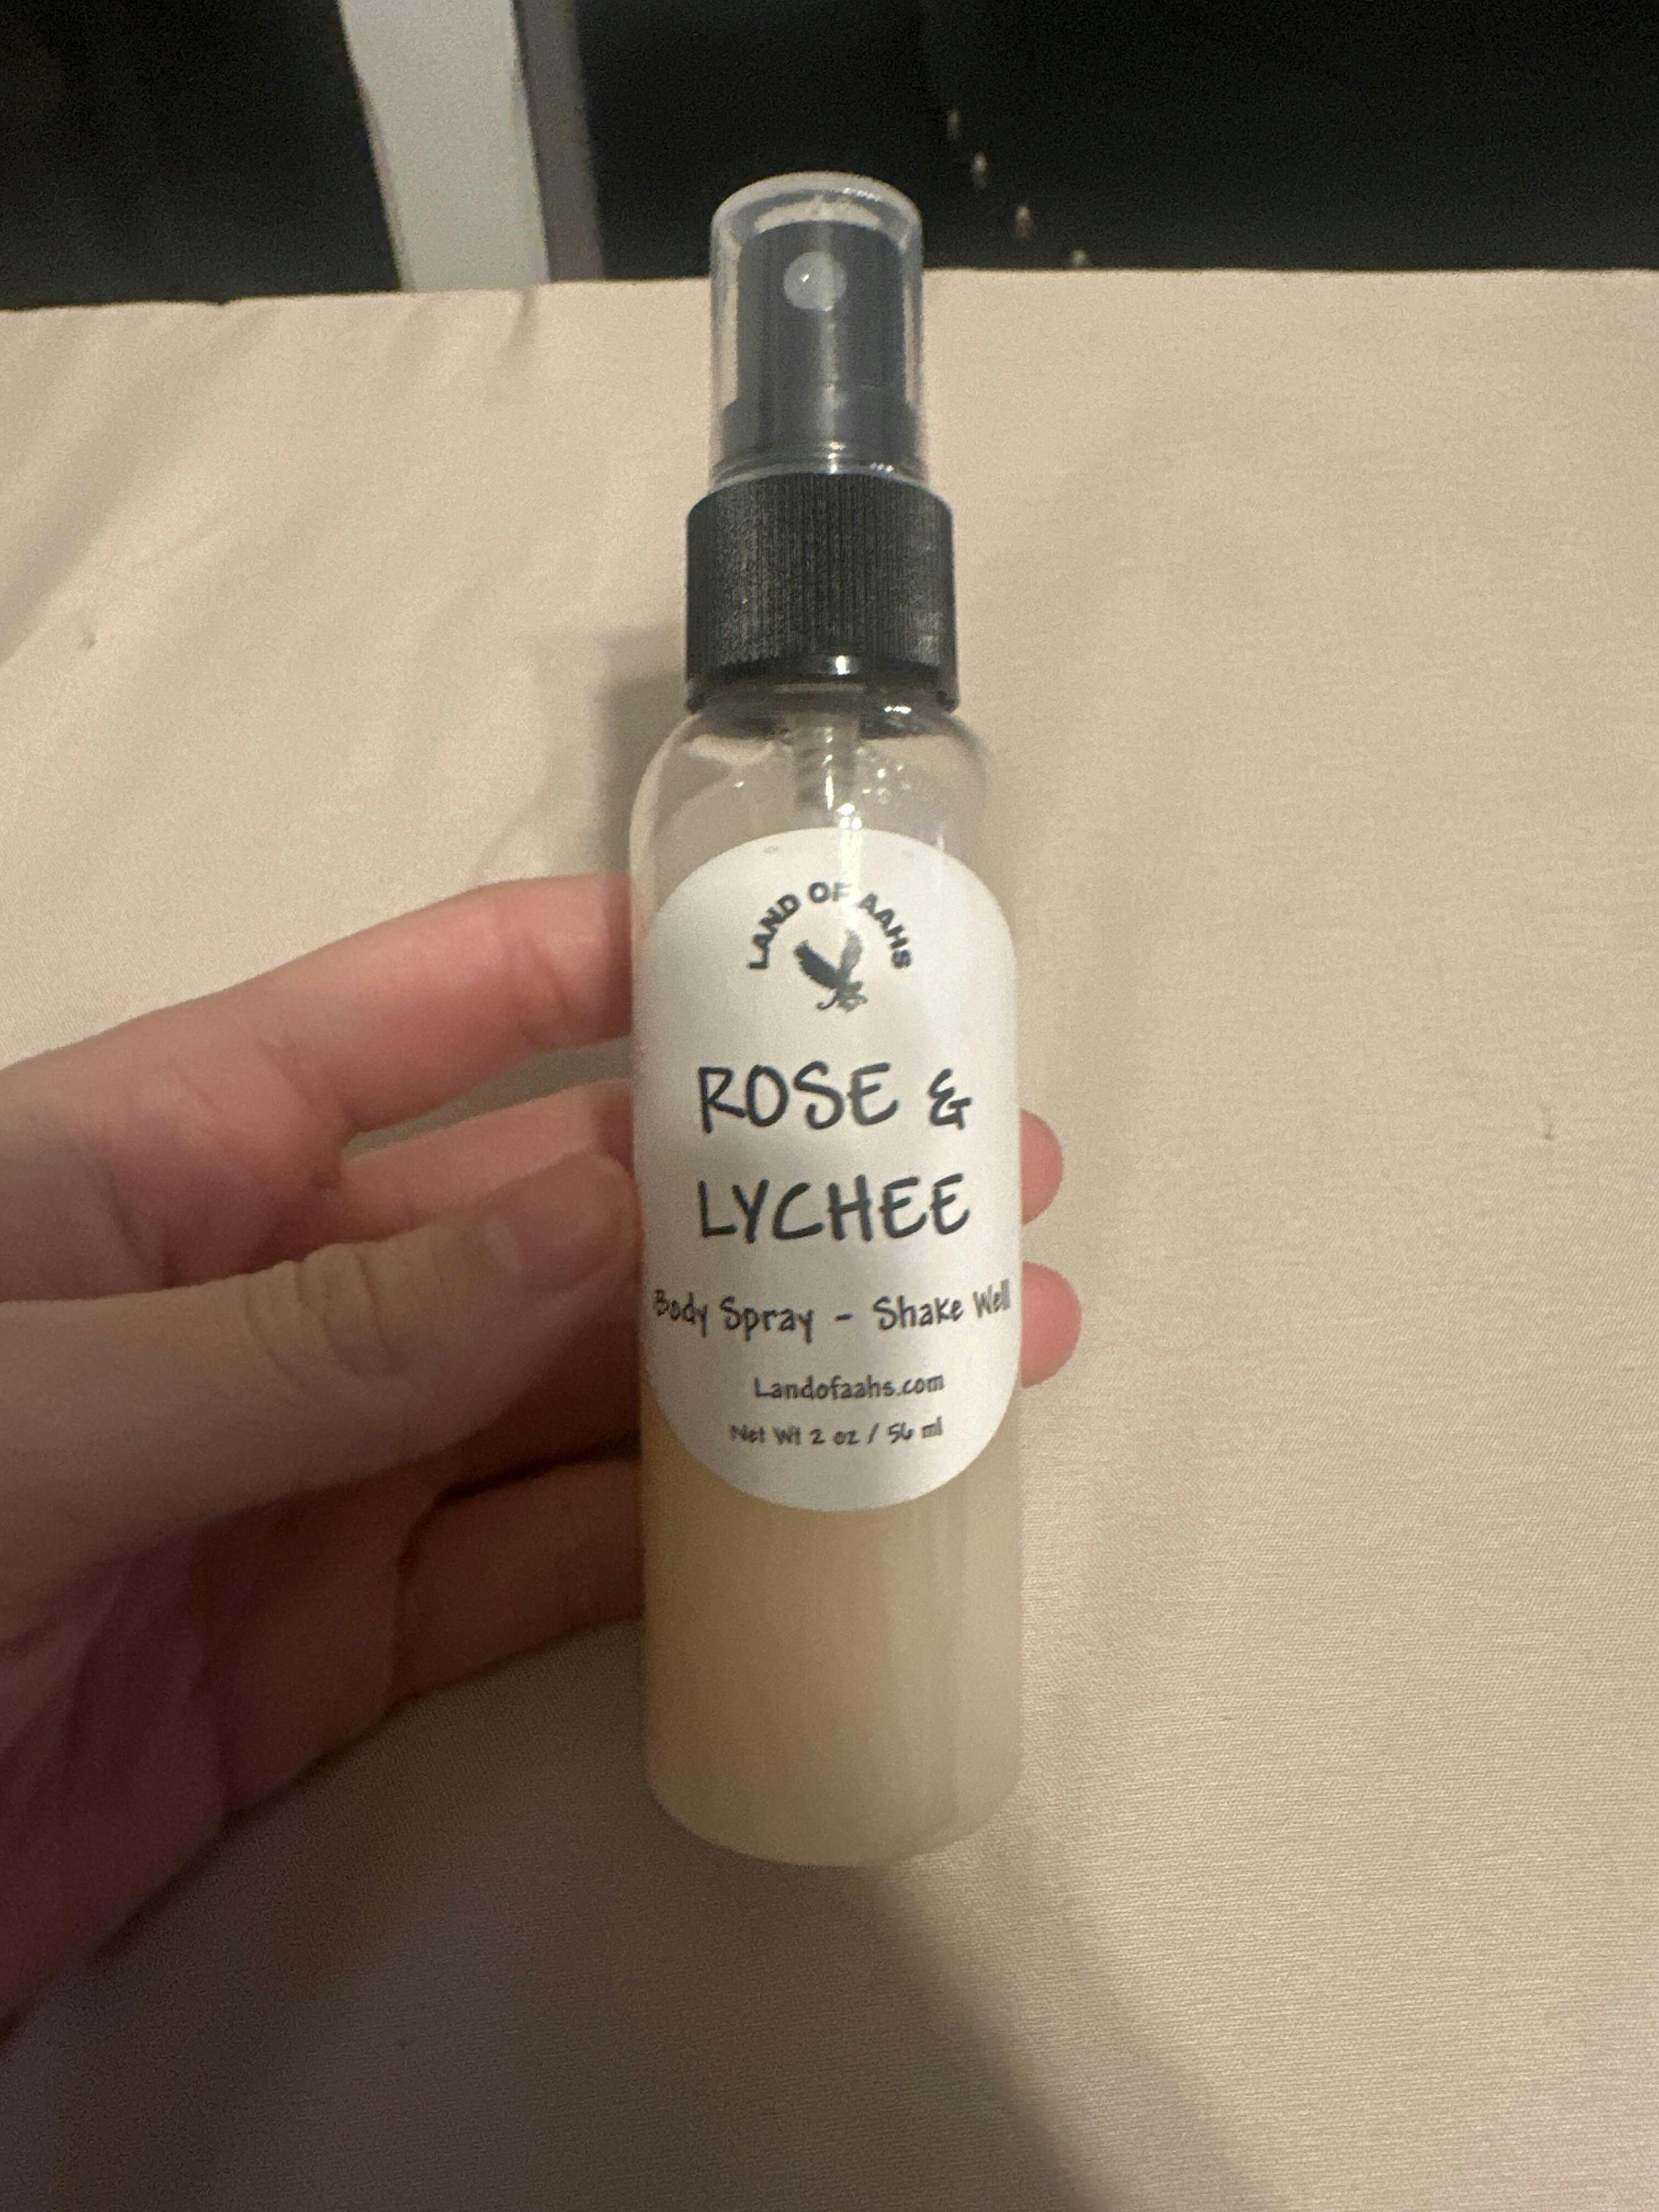 LAND OF AAHS
ROSE &
LYCHEE
Body Spray - Shake Well
Landofaahs.com
Net Wt 2 oz / 56 ml